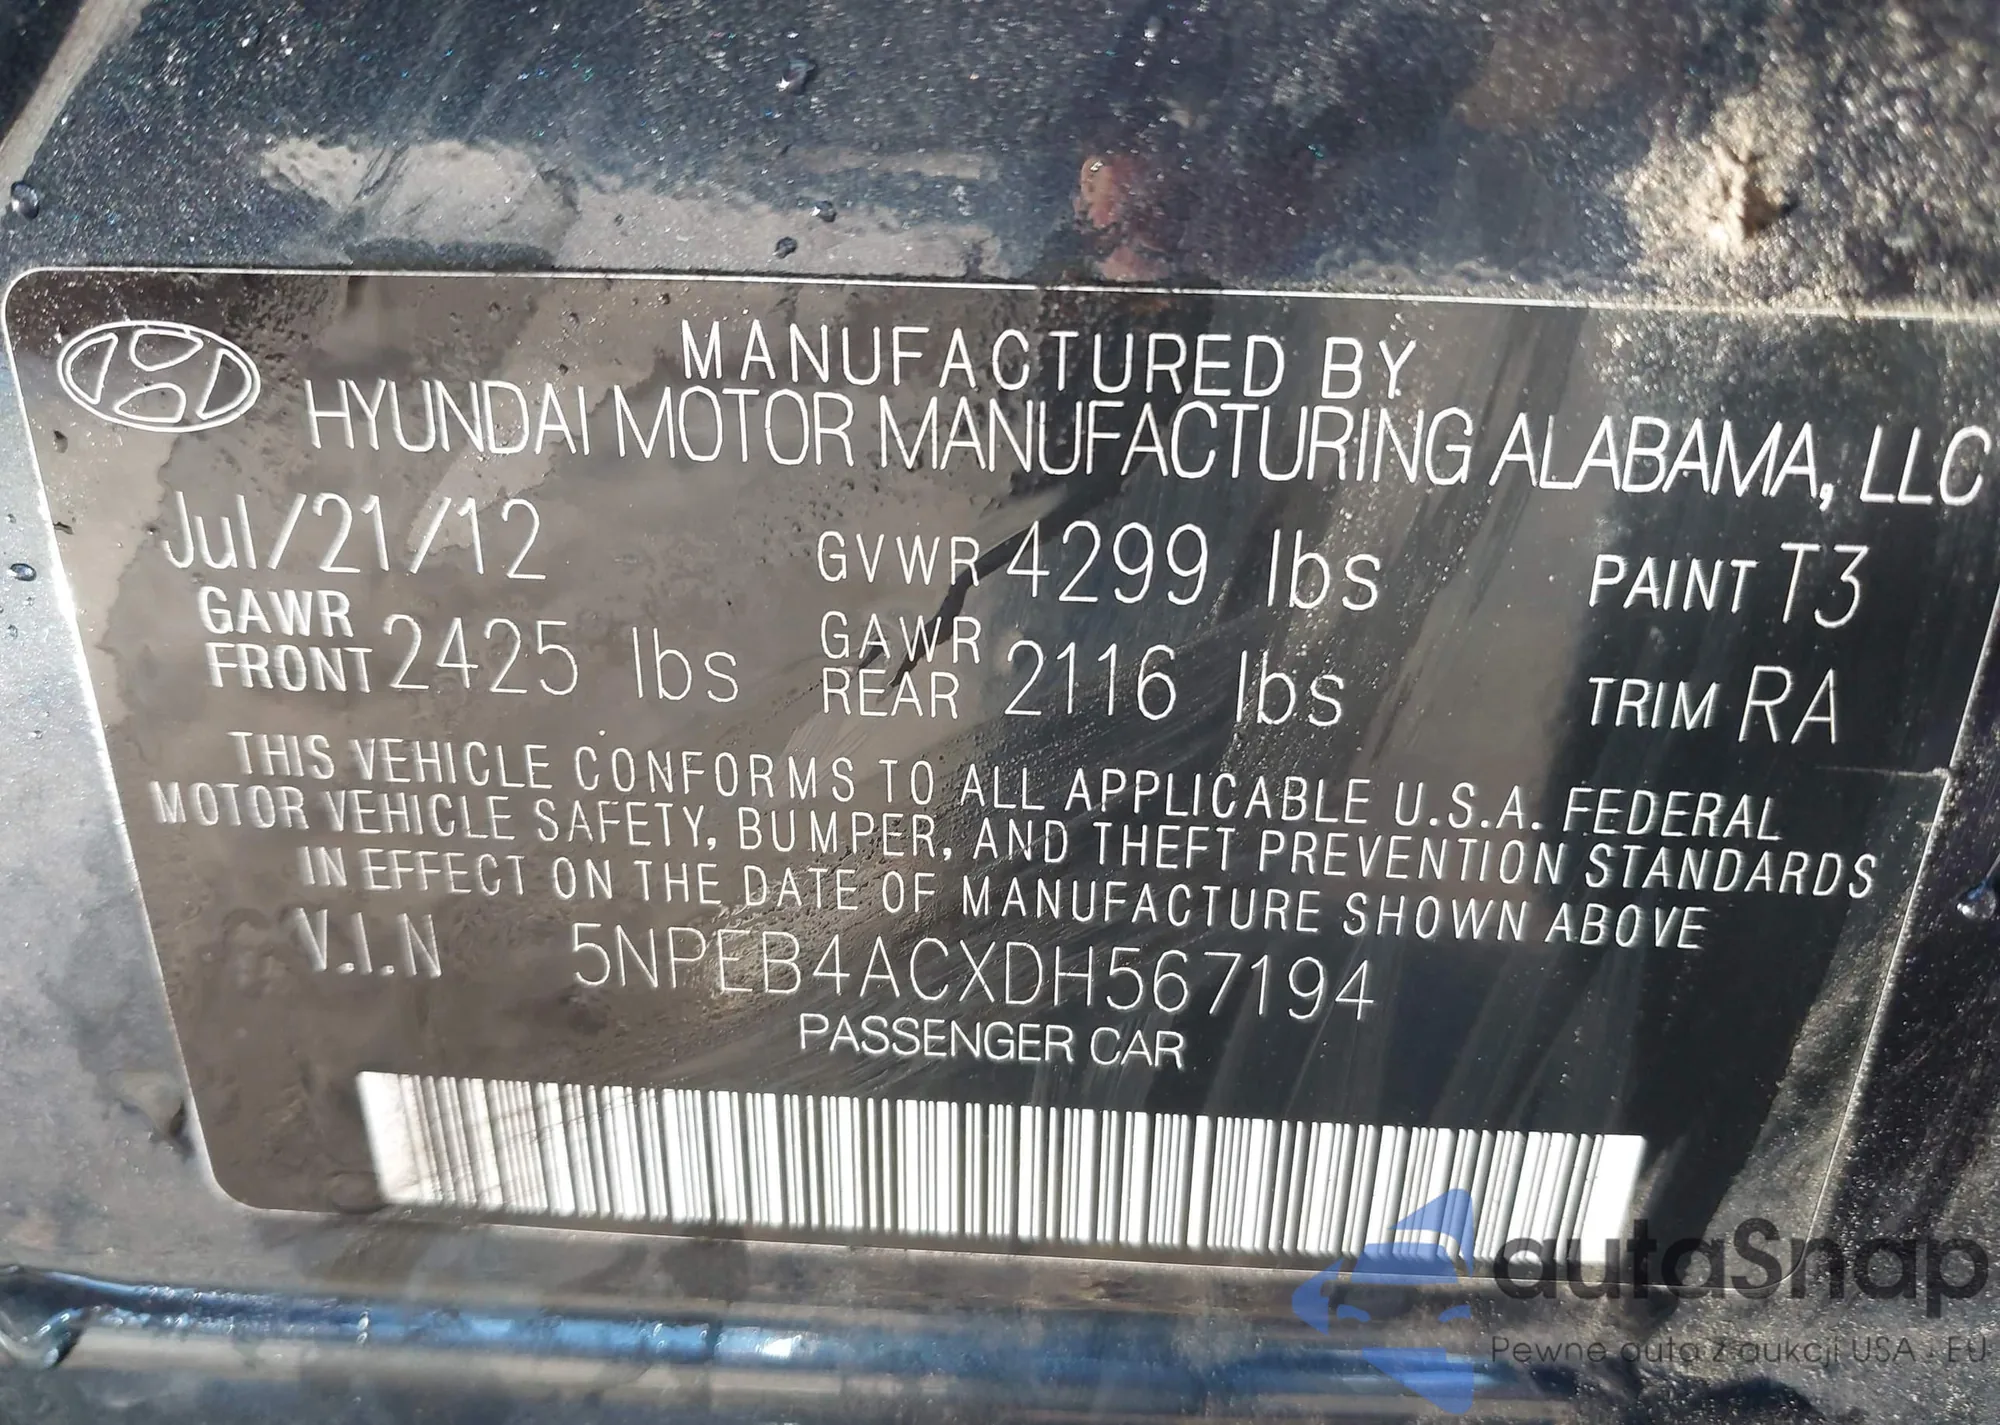 MANUFACTURED BY
HYUNDAI MOTOR MANUFACTURING ALABAMA, LLC
Jul/21/12 GVWR 4299 lbs PAINT T3
GAWR FRONT 2425 lbs GAWR REAR 2116 lbs TRIM RA
THIS VEHICLE CONFORMS TO ALL APPLICABLE U.S.A. FEDERAL
MOTOR VEHICLE SAFETY, BUMPER, AND THEFT PREVENTION STANDARDS
IN EFFECT ON THE DATE OF MANUFACTURE SHOWN ABOVE
V.I.N 5NPEB4ACXDH567194
PASSENGER CAR
autaSnap
Pewne auta z aukcji USA - EU